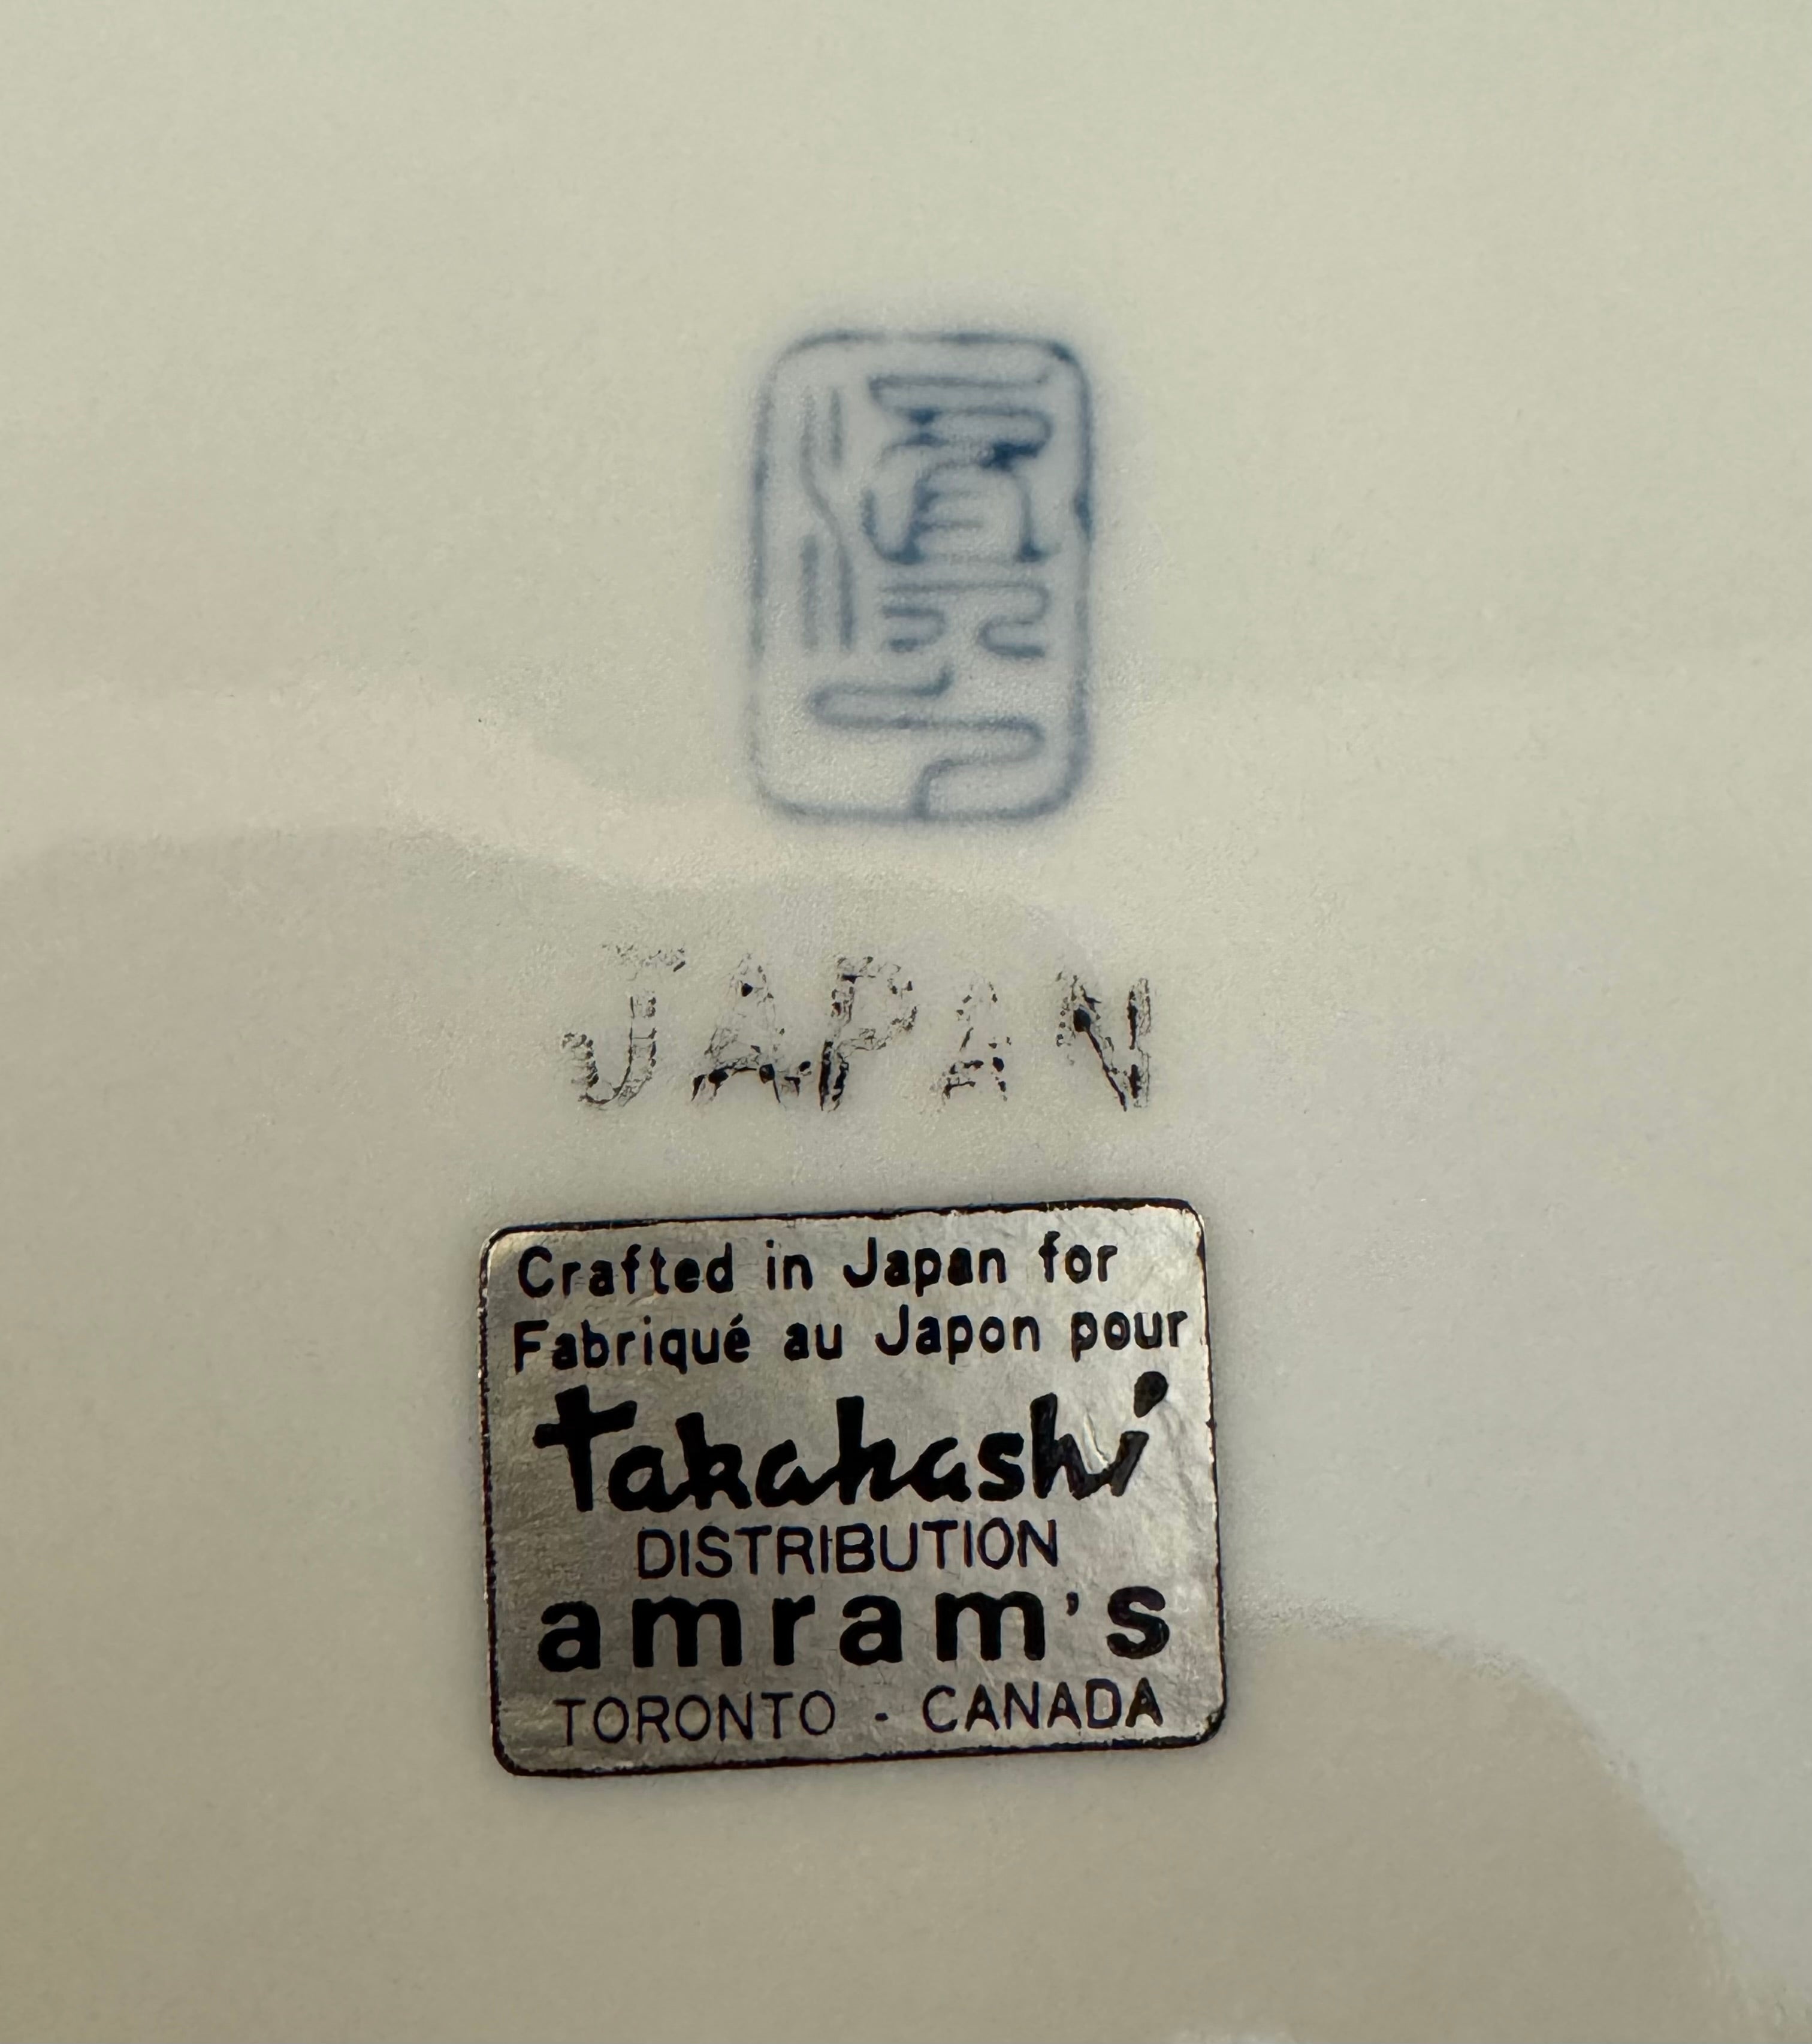 JAPAN
Crafted in Japan for
Fabriqué au Japon pour
Takahashi
DISTRIBUTION
amram's
TORONTO - CANADA